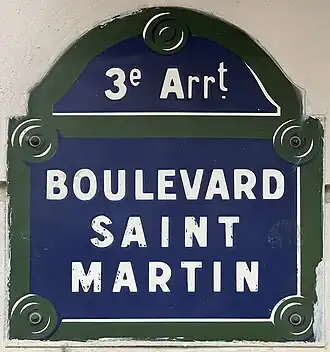 3e Arrt
BOULEVARD
SAINT
MARTIN